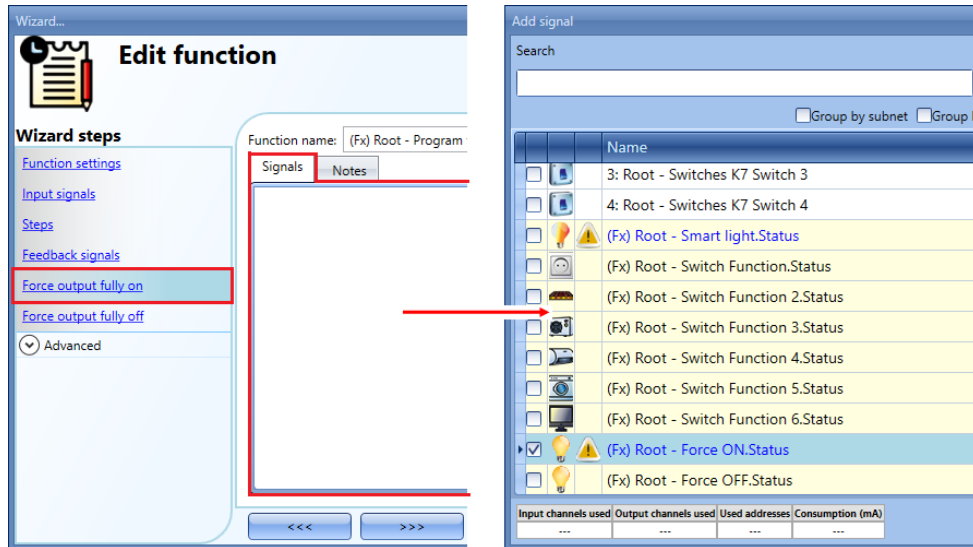 Wizard...
Edit function
Wizard steps
Function settings
Input signals
Steps
Feedback signals
Force output fully on
Force output fully off
Advanced
Function name: (Fx) Root - Program
Signals Notes
<<< >>>
Add signal
Search
Group by subnet Group
Name
3: Root - Switches K7 Switch 3
4: Root - Switches K7 Switch 4
(Fx) Root - Smart light.Status
(Fx) Root - Switch Function.Status
(Fx) Root - Switch Function 2.Status
(Fx) Root - Switch Function 3.Status
(Fx) Root - Switch Function 4.Status
(Fx) Root - Switch Function 5.Status
(Fx) Root - Switch Function 6.Status
(Fx) Root - Force ON.Status
(Fx) Root - Force OFF.Status
Input channels used Output channels used Used addresses Consumption (mA)
--- --- --- ---